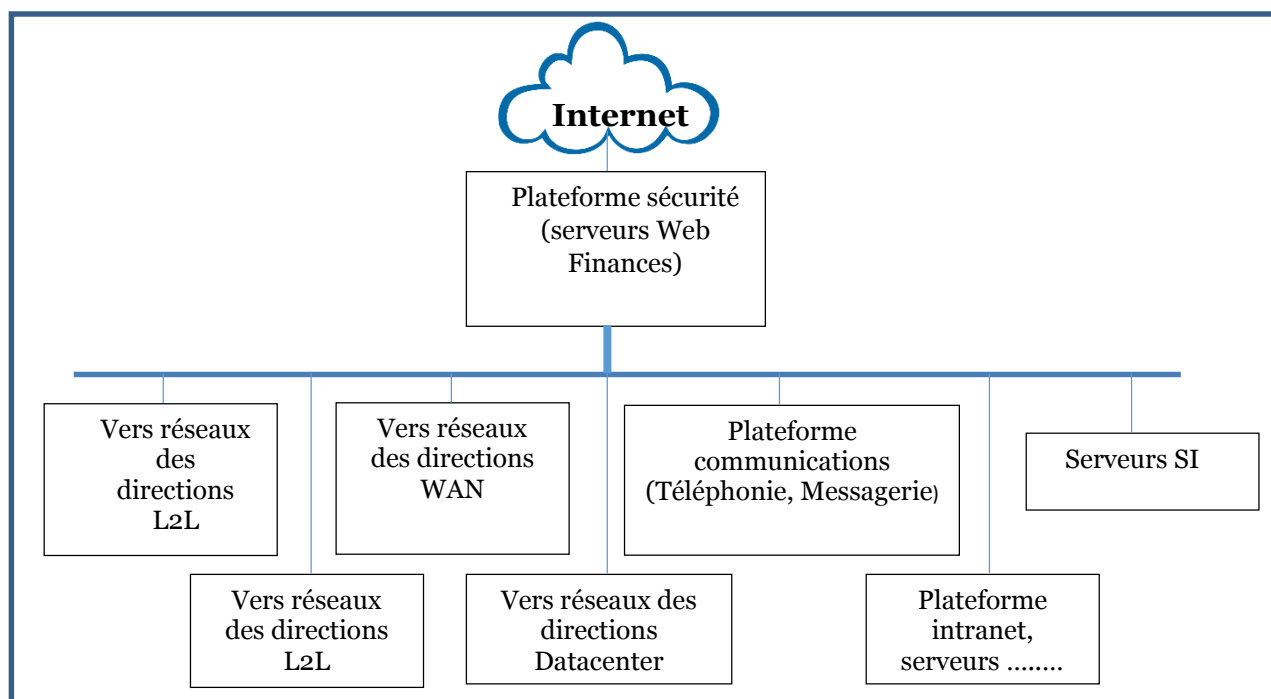 Internet
Plateforme sécurité
(serveurs Web
Finances)
Vers réseaux
des
directions
L2L
Vers réseaux
des directions
WAN
Plateforme
communications
(Téléphonie, Messagerie)
Serveurs SI
Vers réseaux
des directions
L2L
Vers réseaux des
directions
Datacenter
Plateforme
intranet,
serveurs ........